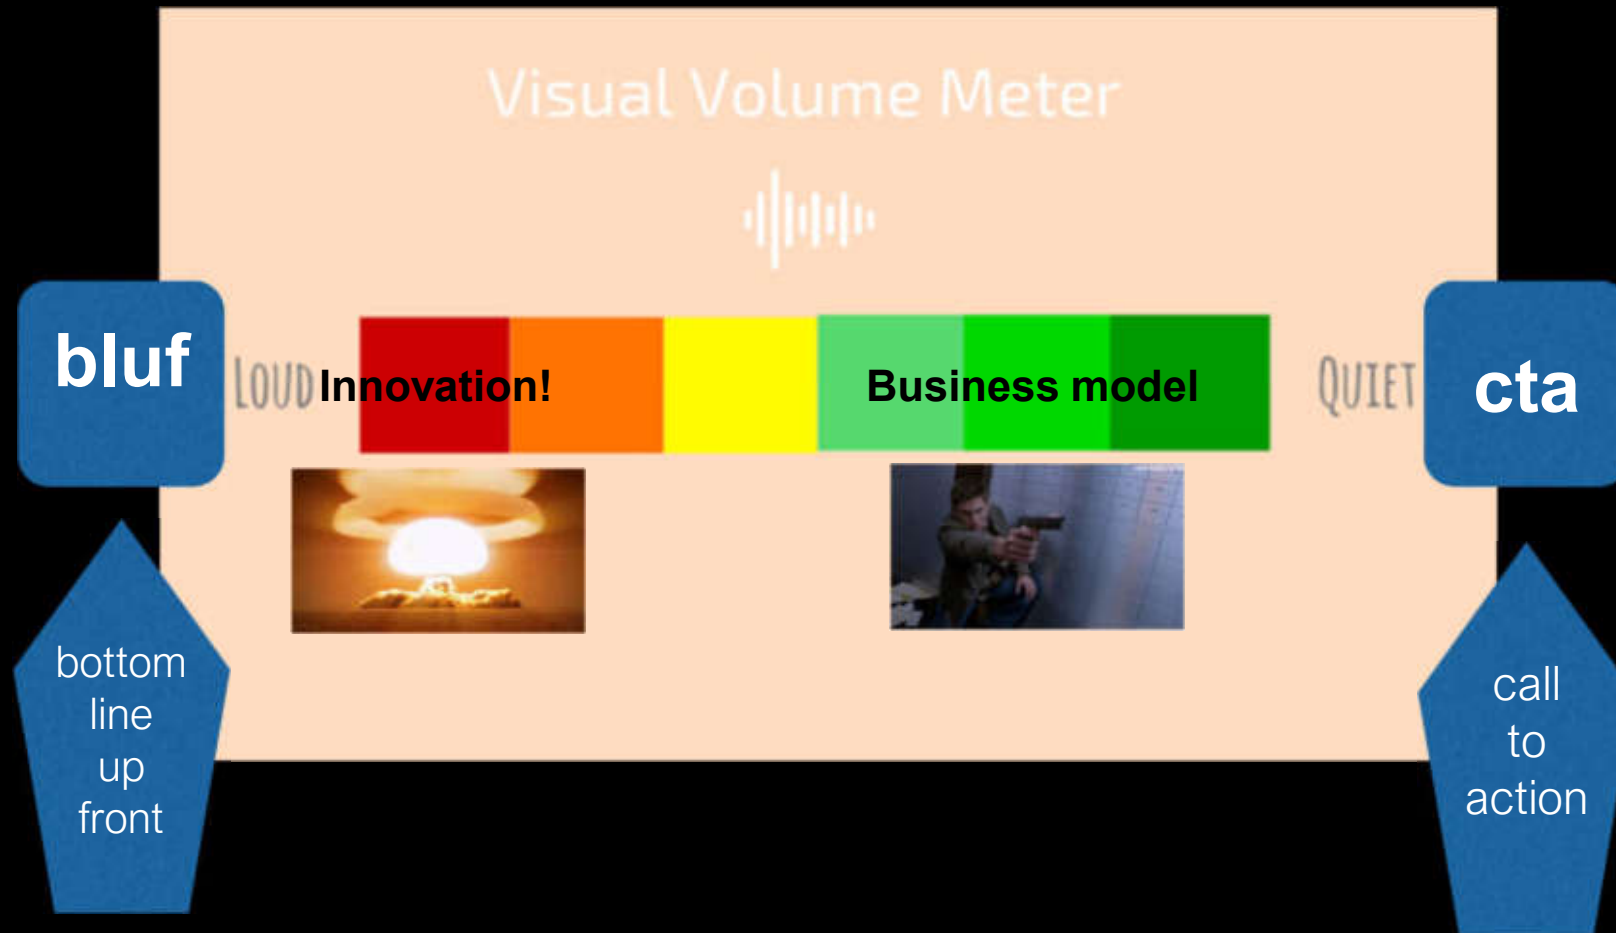 Visual Volume Meter
bluf
LOUD
Innovation!
Business model
QUIET
cta
bottom
line
up
front
call
to
action